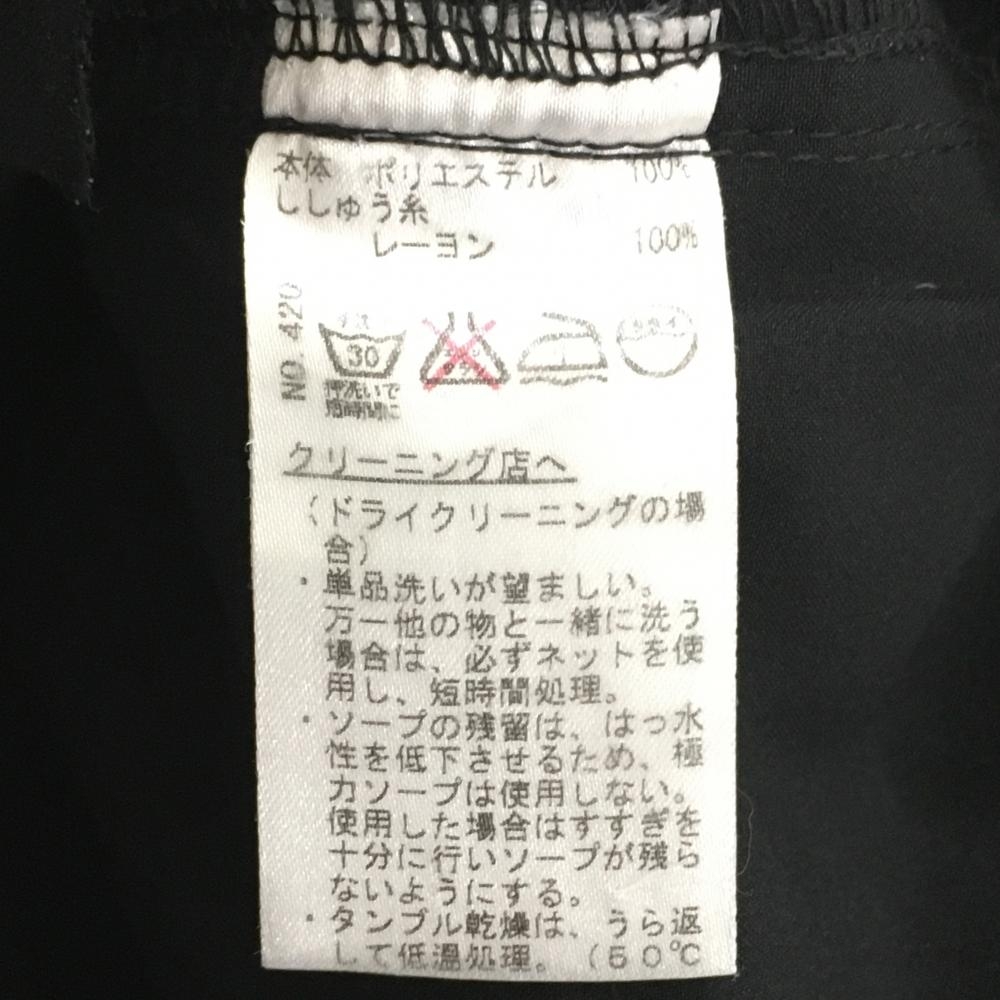 本体 ポリエステル 100%
ししゅう糸
レーヨン 100%
NO. 420
30
押洗いで
短時間に
クリーニング店へ
(ドライクリーニングの場
合)
・単品洗いが望ましい。
万一他の物と一緒に洗う
場合は、必ずネットを使
用し、短時間処理。
・ソープの残留は、はっ水
性を低下させるため、極
力ソープは使用しない。
使用した場合はすすぎを
十分に行いソープが残ら
ないようにする。
・タンブル乾燥は、うら返
して低温処理。(60℃